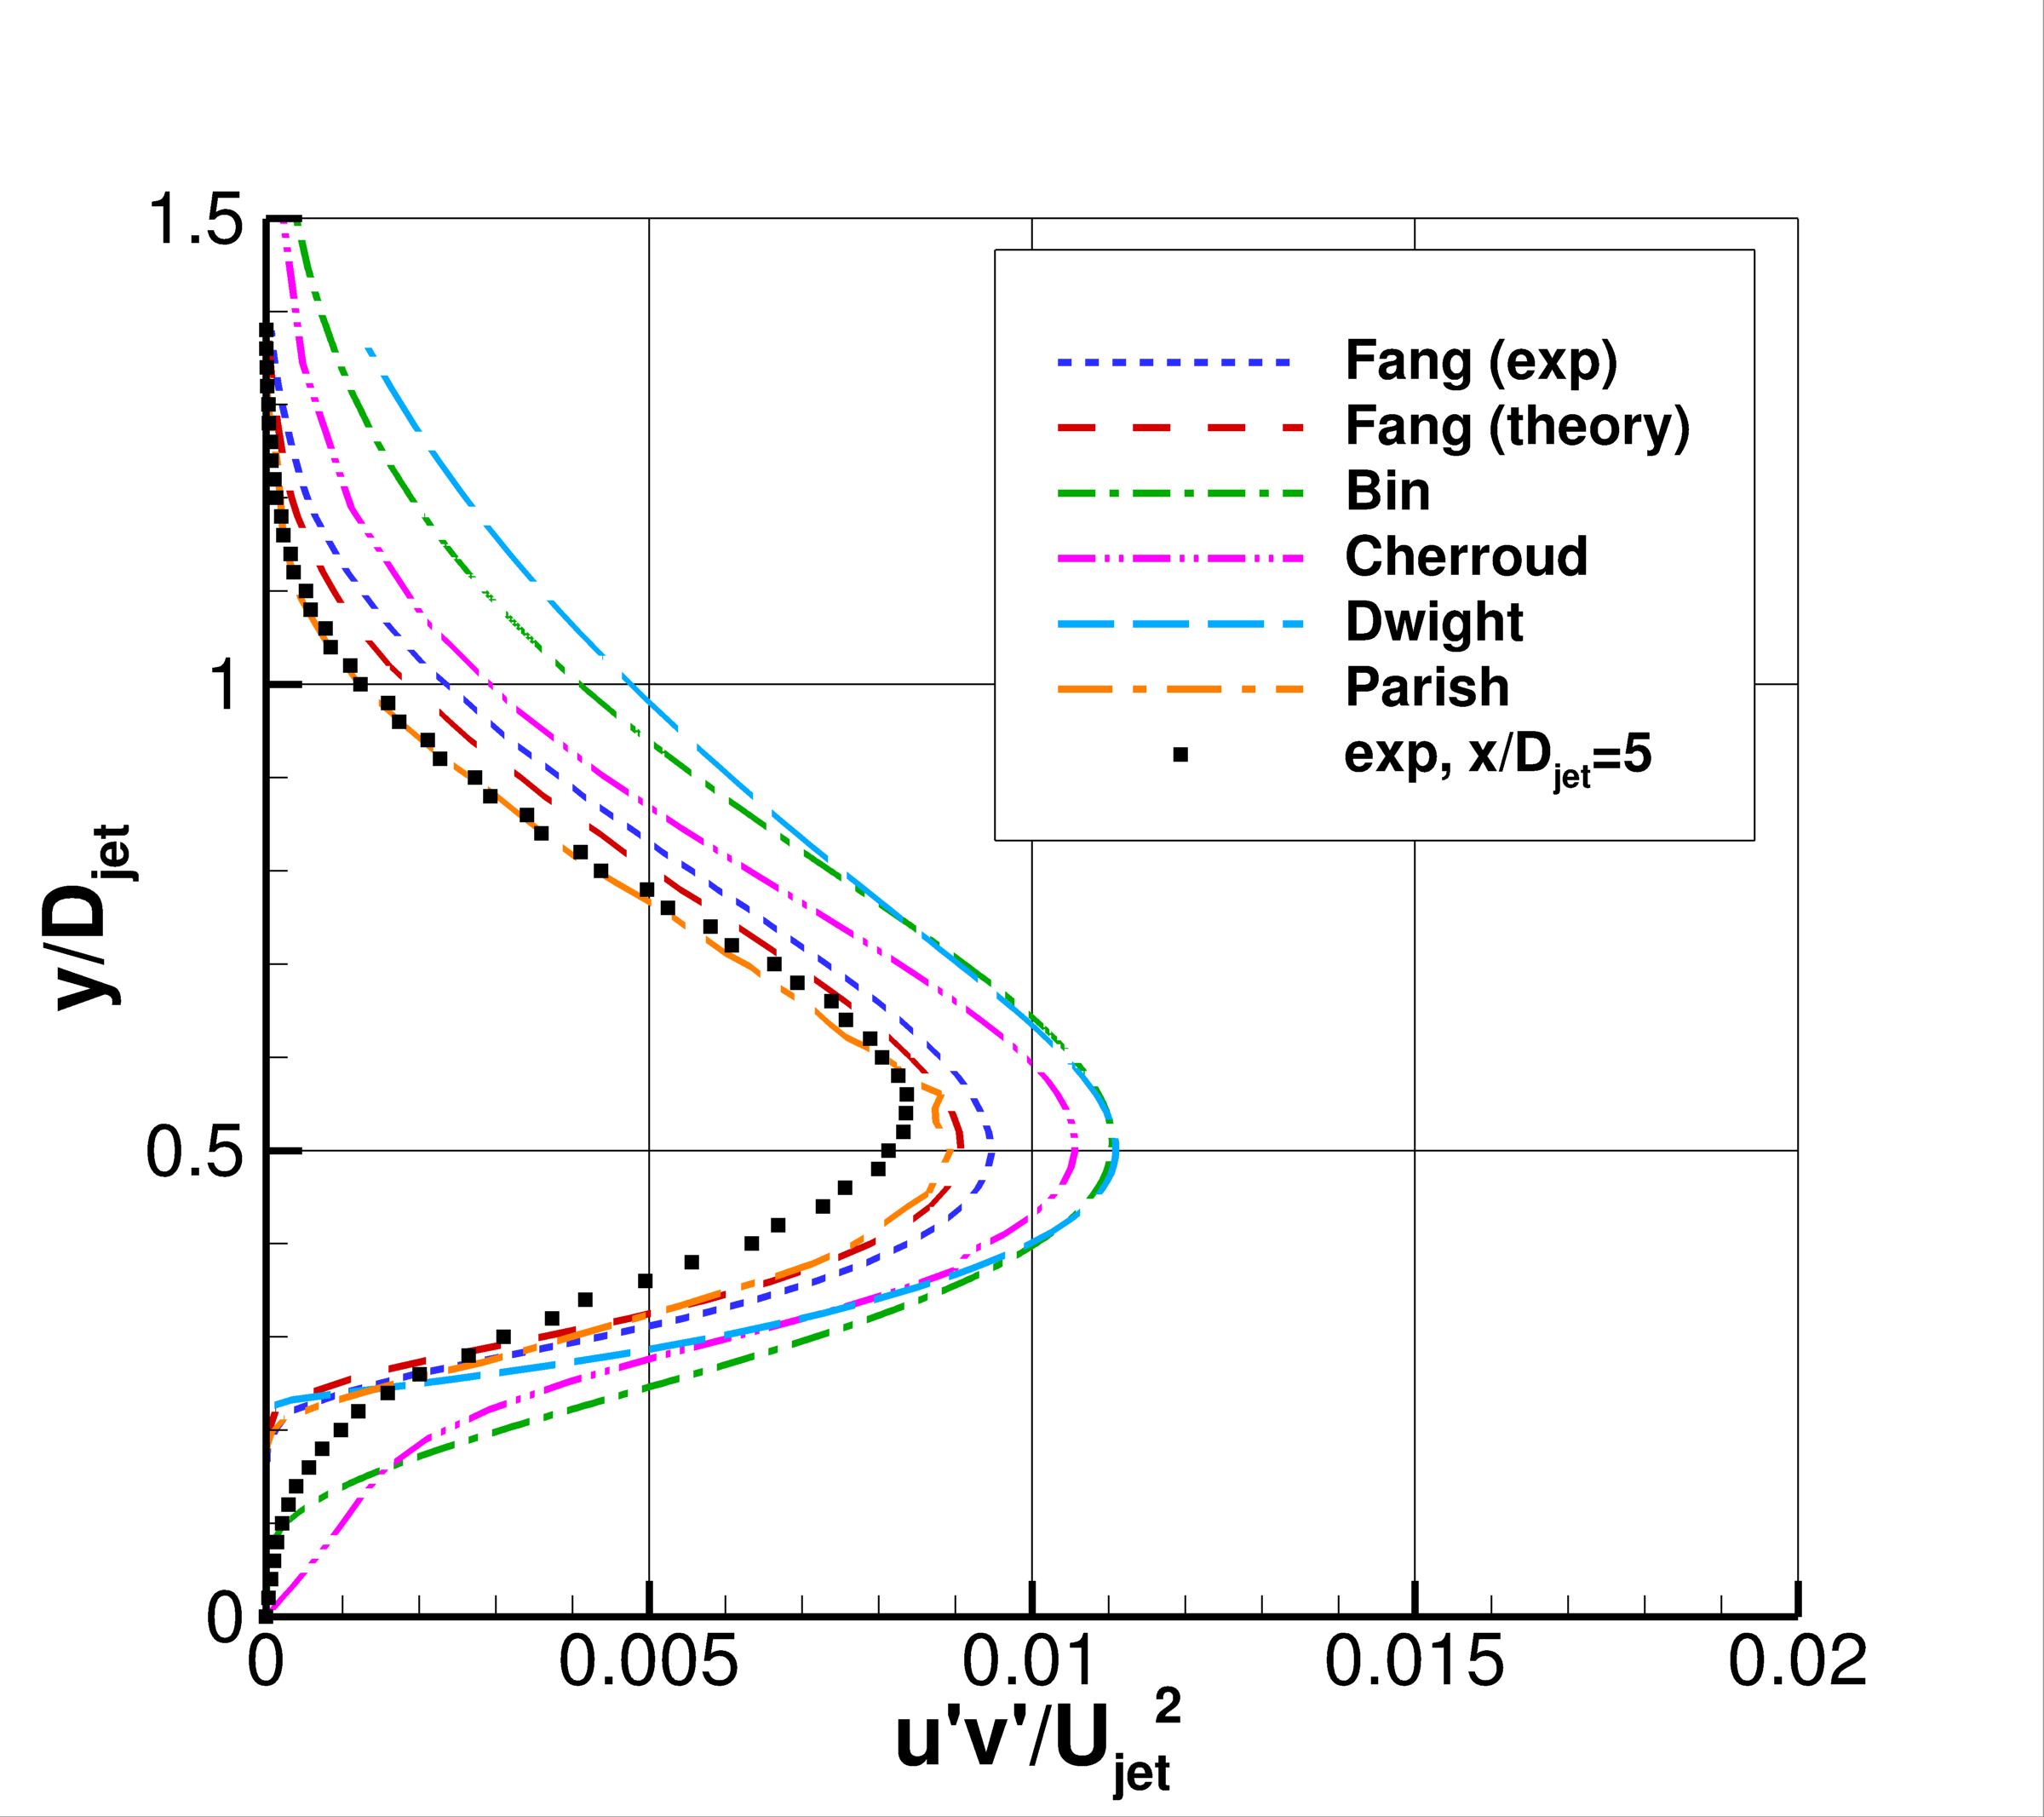 1.5
1
0.5
0
y/Djet
0
0.005
0.01
0.015
0.02
u'v'/Ujet2
Fang (exp)
Fang (theory)
Bin
Cherroud
Dwight
Parish
exp, x/Djet=5